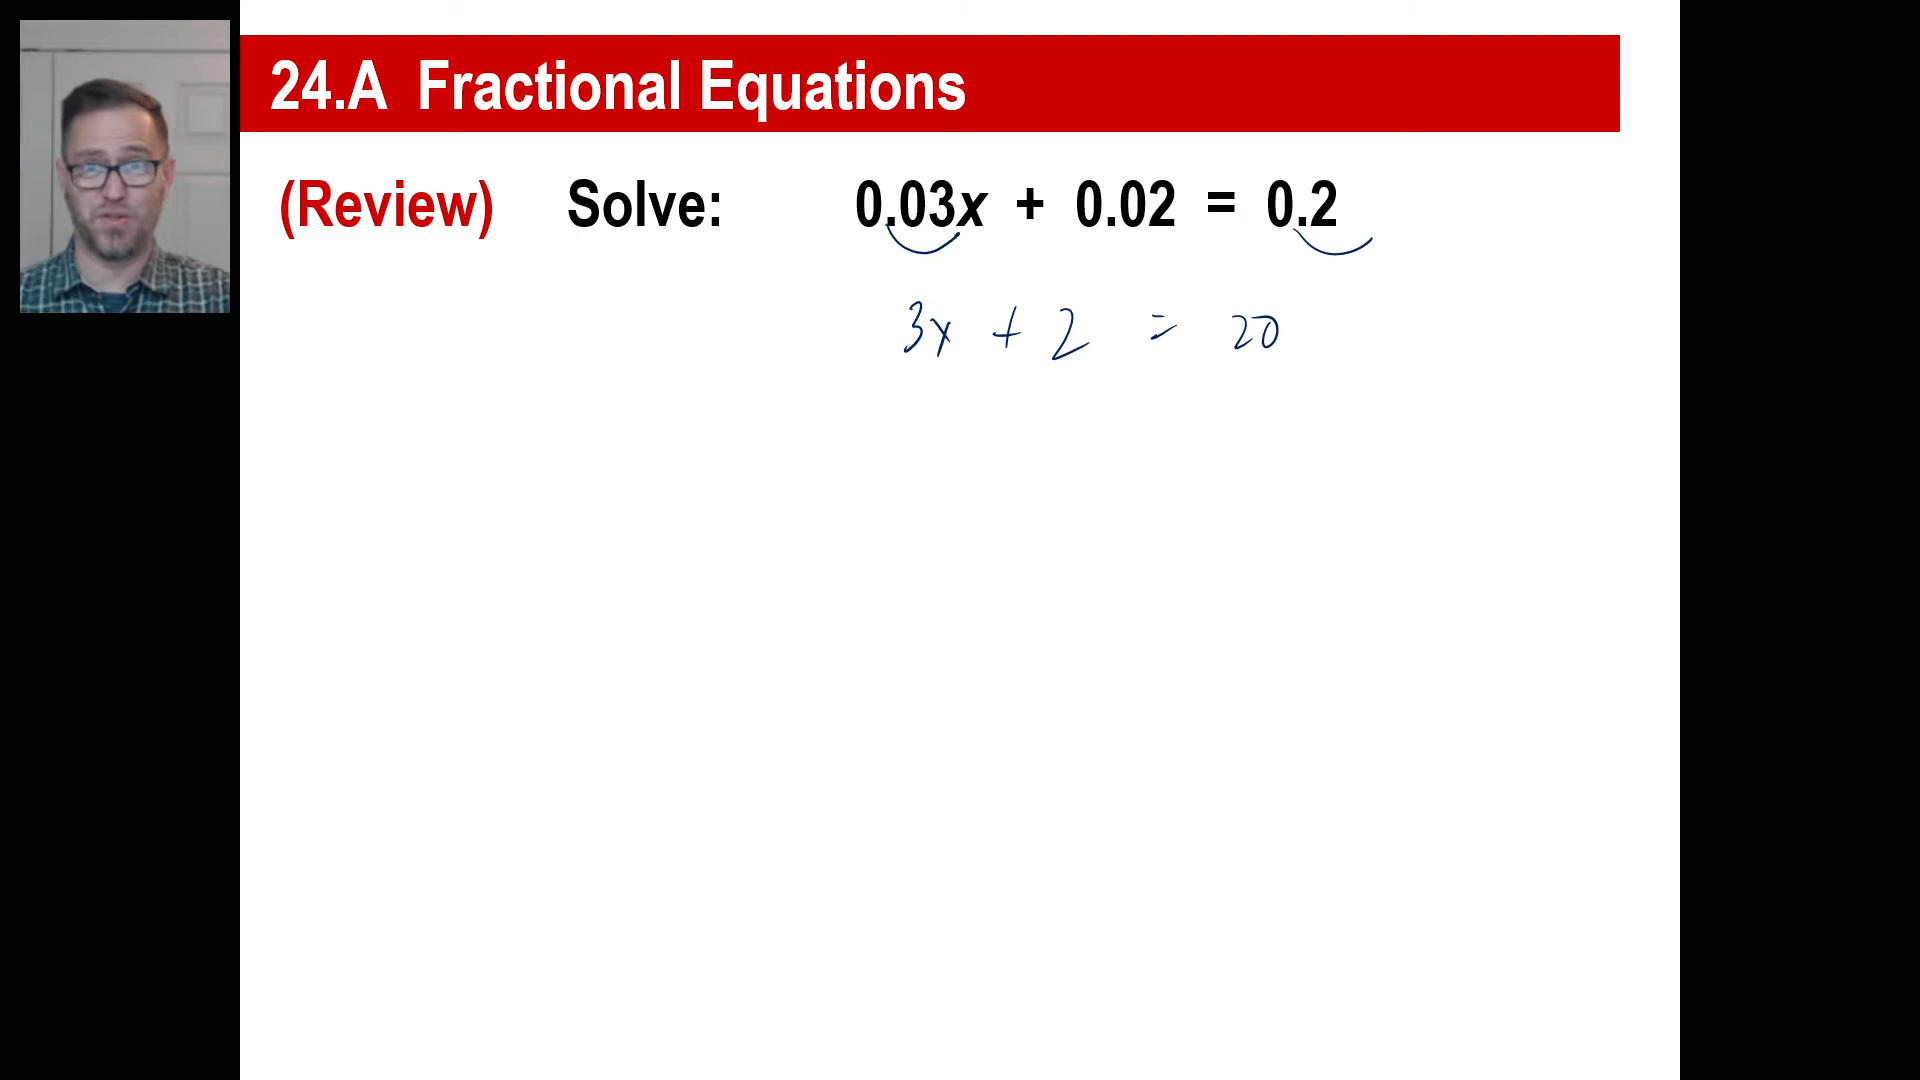 24.A Fractional Equations
(Review) Solve: 0.03x + 0.02 = 0.2
3x + 2 = 20